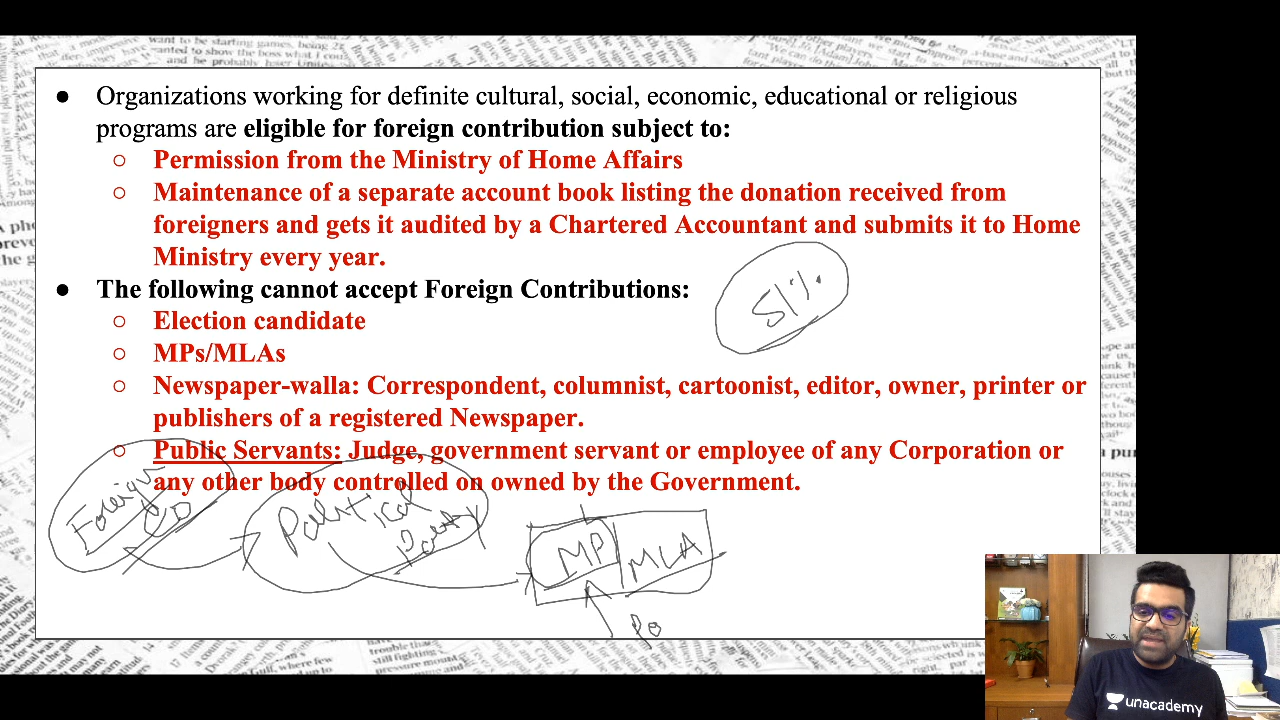 Organizations working for definite cultural, social, economic, educational or religious
programs are eligible for foreign contribution subject to:
Permission from the Ministry of Home Affairs
Maintenance of a separate account book listing the donation received from
foreigners and gets it audited by a Chartered Accountant and submits it to Home
Ministry every year.
The following cannot accept Foreign Contributions:
51%
Election candidate
MPs/MLAs
Newspaper-walla: Correspondent, columnist, cartoonist, editor, owner, printer or
publishers of a registered Newspaper.
Public Servants: Judge, government servant or employee of any Corporation or
any other body controlled on owned by the Government.
Foreign
CO
Political
Party
MP
MLA
Po
unacademy